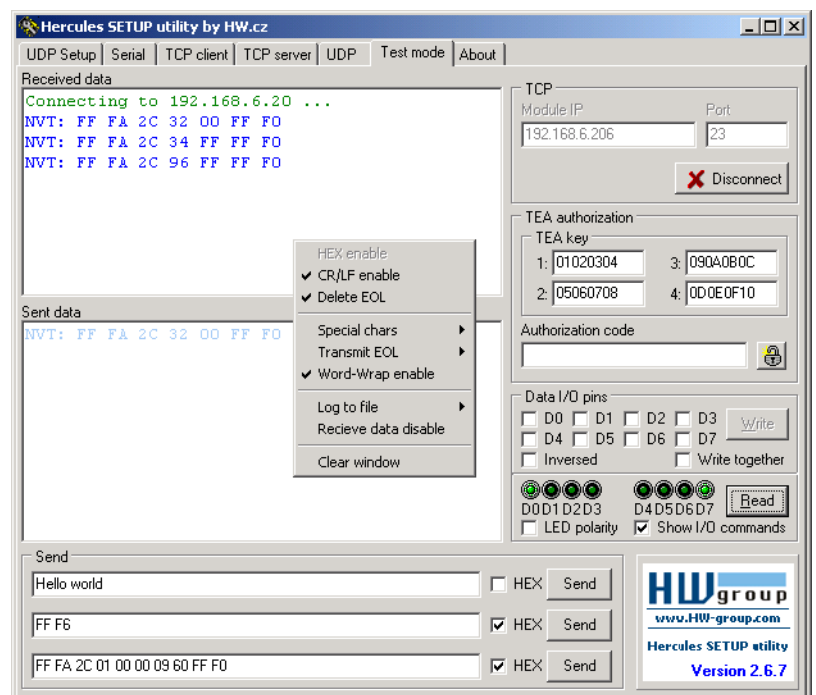 Hercules SETUP utility by HW.cz
UDP Setup Serial TCP client TCP server UDP Test mode About
Received data
Connecting to 192.168.6.20 ...
NVT: FF FA 2C 32 00 FF F0
NVT: FF FA 2C 34 FF FF F0
NVT: FF FA 2C 96 FF FF F0
TCP
Module IP Port
192.168.6.206 23
Disconnect
TEA authorization
TEA key
1: 01020304 3: 090A0B0C
2: 05060708 4: 0D0E0F10
Authorization code
HEX enable
CR/LF enable
Delete EOL
Special chars
Transmit EOL
Word-Wrap enable
Log to file
Recieve data disable
Clear window
Sent data
NVT: FF FA 2C 32 00 FF F0
Data I/O pins
D0 D1 D2 D3 Write
D4 D5 D6 D7
Inversed Write together
D0D1D2D3 D4D5D6D7 Read
LED polarity Show I/O commands
Send
Hello world HEX Send
FF F6 HEX Send
FF FA 2C 01 00 00 09 60 FF F0 HEX Send
HWgroup
www.HW-group.com
Hercules SETUP utility
Version 2.6.7